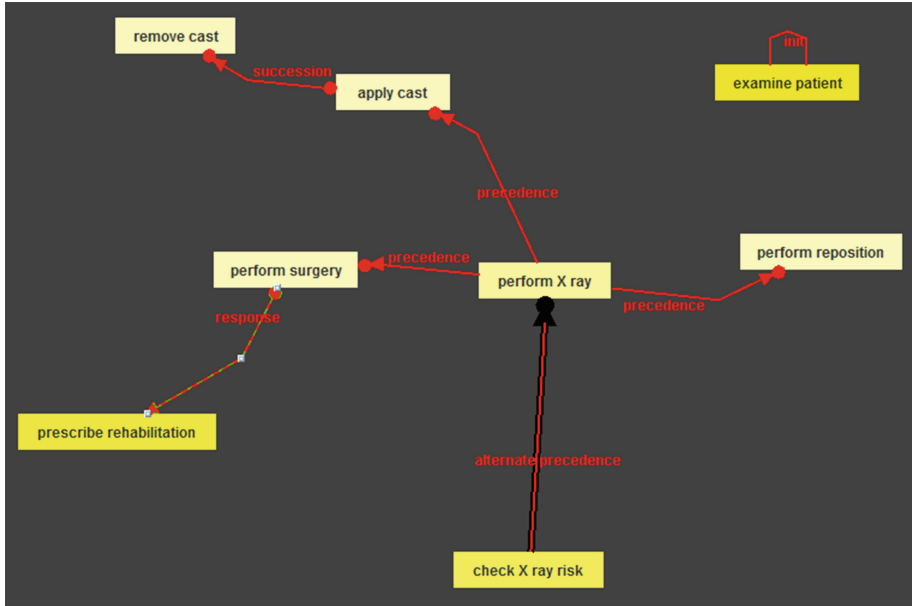 remove cast
init
succession
examine patient
apply cast
precedence
perform reposition
perform surgery
precedence
perform X ray
precedence
response
prescribe rehabilitation
alternate precedence
check X ray risk